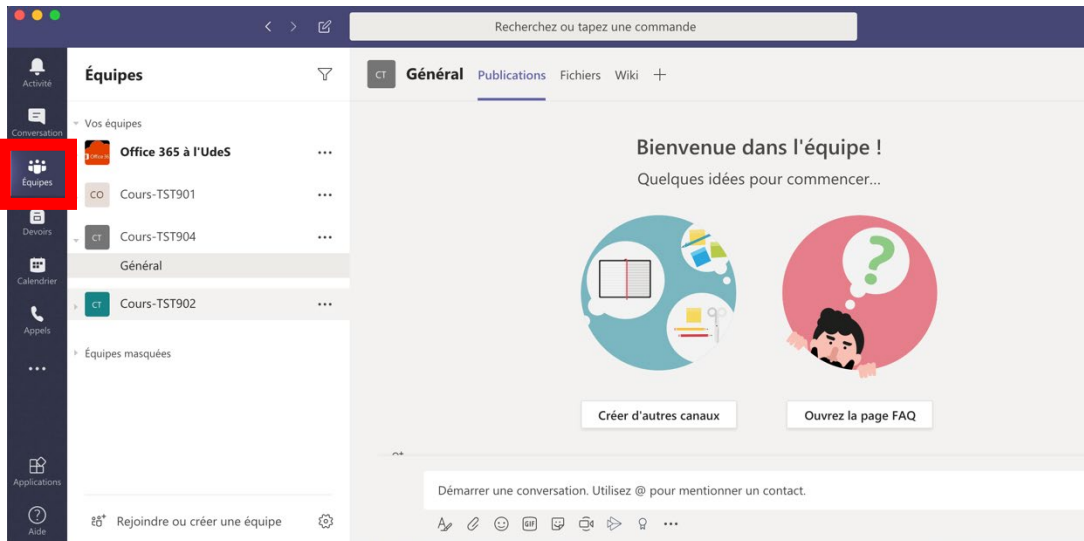 Recherchez ou tapez une commande
Activité
Conversation
Équipes
Devoirs
Calendrier
Appels
Applications
Aide
Équipes
Vos équipes
Office 365 à l'UdeS
CO Cours-TST901
CT Cours-TST904
Général
CT Cours-TST902
Équipes masquées
Rejoindre ou créer une équipe
CT Général Publications Fichiers Wiki
Bienvenue dans l'équipe !
Quelques idées pour commencer...
Créer d'autres canaux
Ouvrez la page FAQ
Démarrer une conversation. Utilisez @ pour mentionner un contact.
GIF